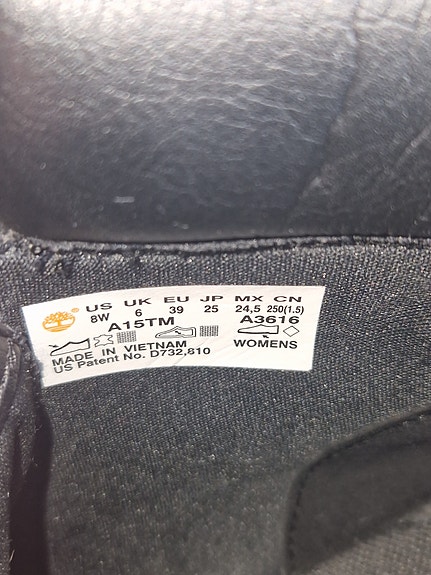 US UK EU JP MX CN
8W 6 39 25 24,5 250(1.5)
A15TM A3616
MADE IN VIETNAM WOMENS
US Patent No. D732,810